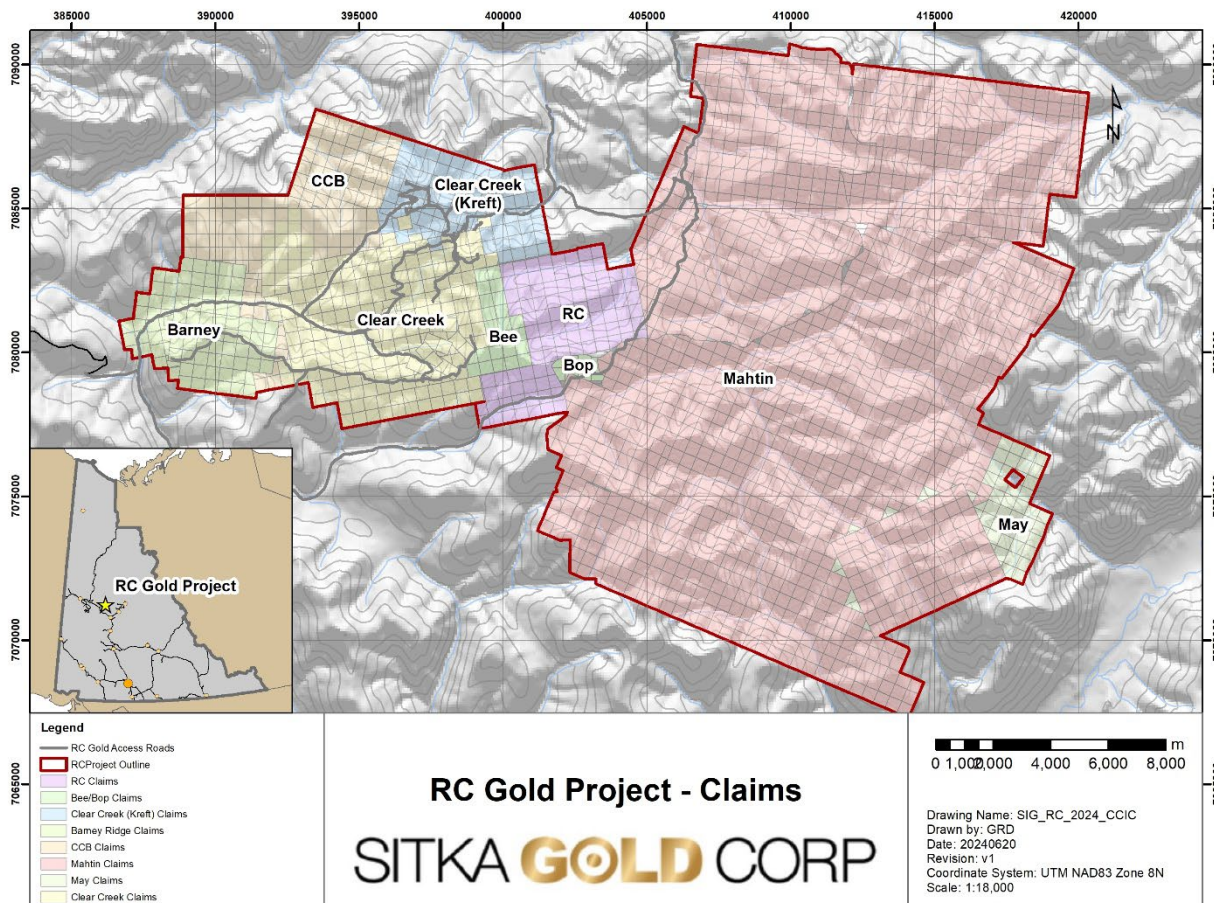 385000 390000 395000 400000 405000 410000 415000 420000
7090000
7085000
7080000
7075000
7070000
7065000
N
CCB
Clear Creek
(Kreft)
Barney
Clear Creek
Bee
RC
Bop
Mahtin
May
RC Gold Project
Legend
RC Gold Access Roads
RCProject Outline
RC Claims
Bee/Bop Claims
Clear Creek (Kreft) Claims
Barney Ridge Claims
CCB Claims
Mahtin Claims
May Claims
Clear Creek Claims
RC Gold Project - Claims
SITKA GOLD CORP
m
0 1,000 2,000 4,000 6,000 8,000
Drawing Name: SIG_RC_2024_CCIC
Drawn by: GRD
Date: 20240620
Revision: v1
Coordinate System: UTM NAD83 Zone 8N
Scale: 1:18,000